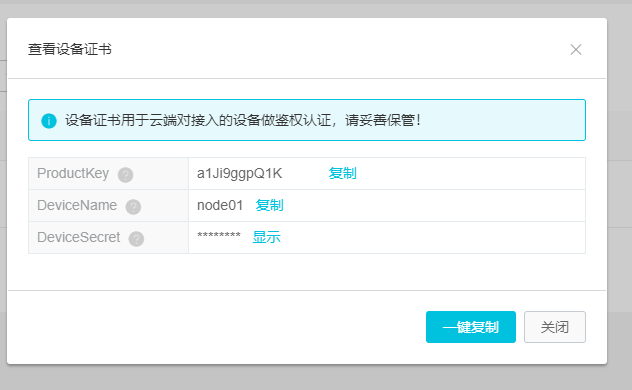 查看设备证书
设备证书用于云端对接入的设备做鉴权认证，请妥善保管！
ProductKey ? a1Ji9ggpQ1K 复制
DeviceName ? node01 复制
DeviceSecret ? ******** 显示
一键复制 关闭